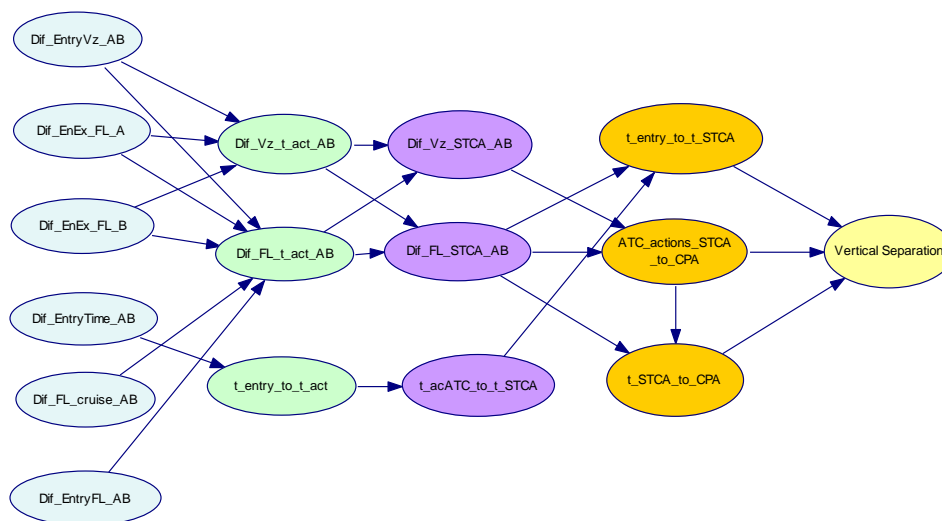 Dif_EntryVz_AB
Dif_EnEx_FL_A
Dif_EnEx_FL_B
Dif_EntryTime_AB
Dif_FL_cruise_AB
Dif_EntryFL_AB
Dif_Vz_t_act_AB
Dif_FL_t_act_AB
t_entry_to_t_act
Dif_Vz_STCA_AB
Dif_FL_STCA_AB
t_acATC_to_t_STCA
t_entry_to_t_STCA
ATC_actions_STCA
_to_CPA
t_STCA_to_CPA
Vertical Separation